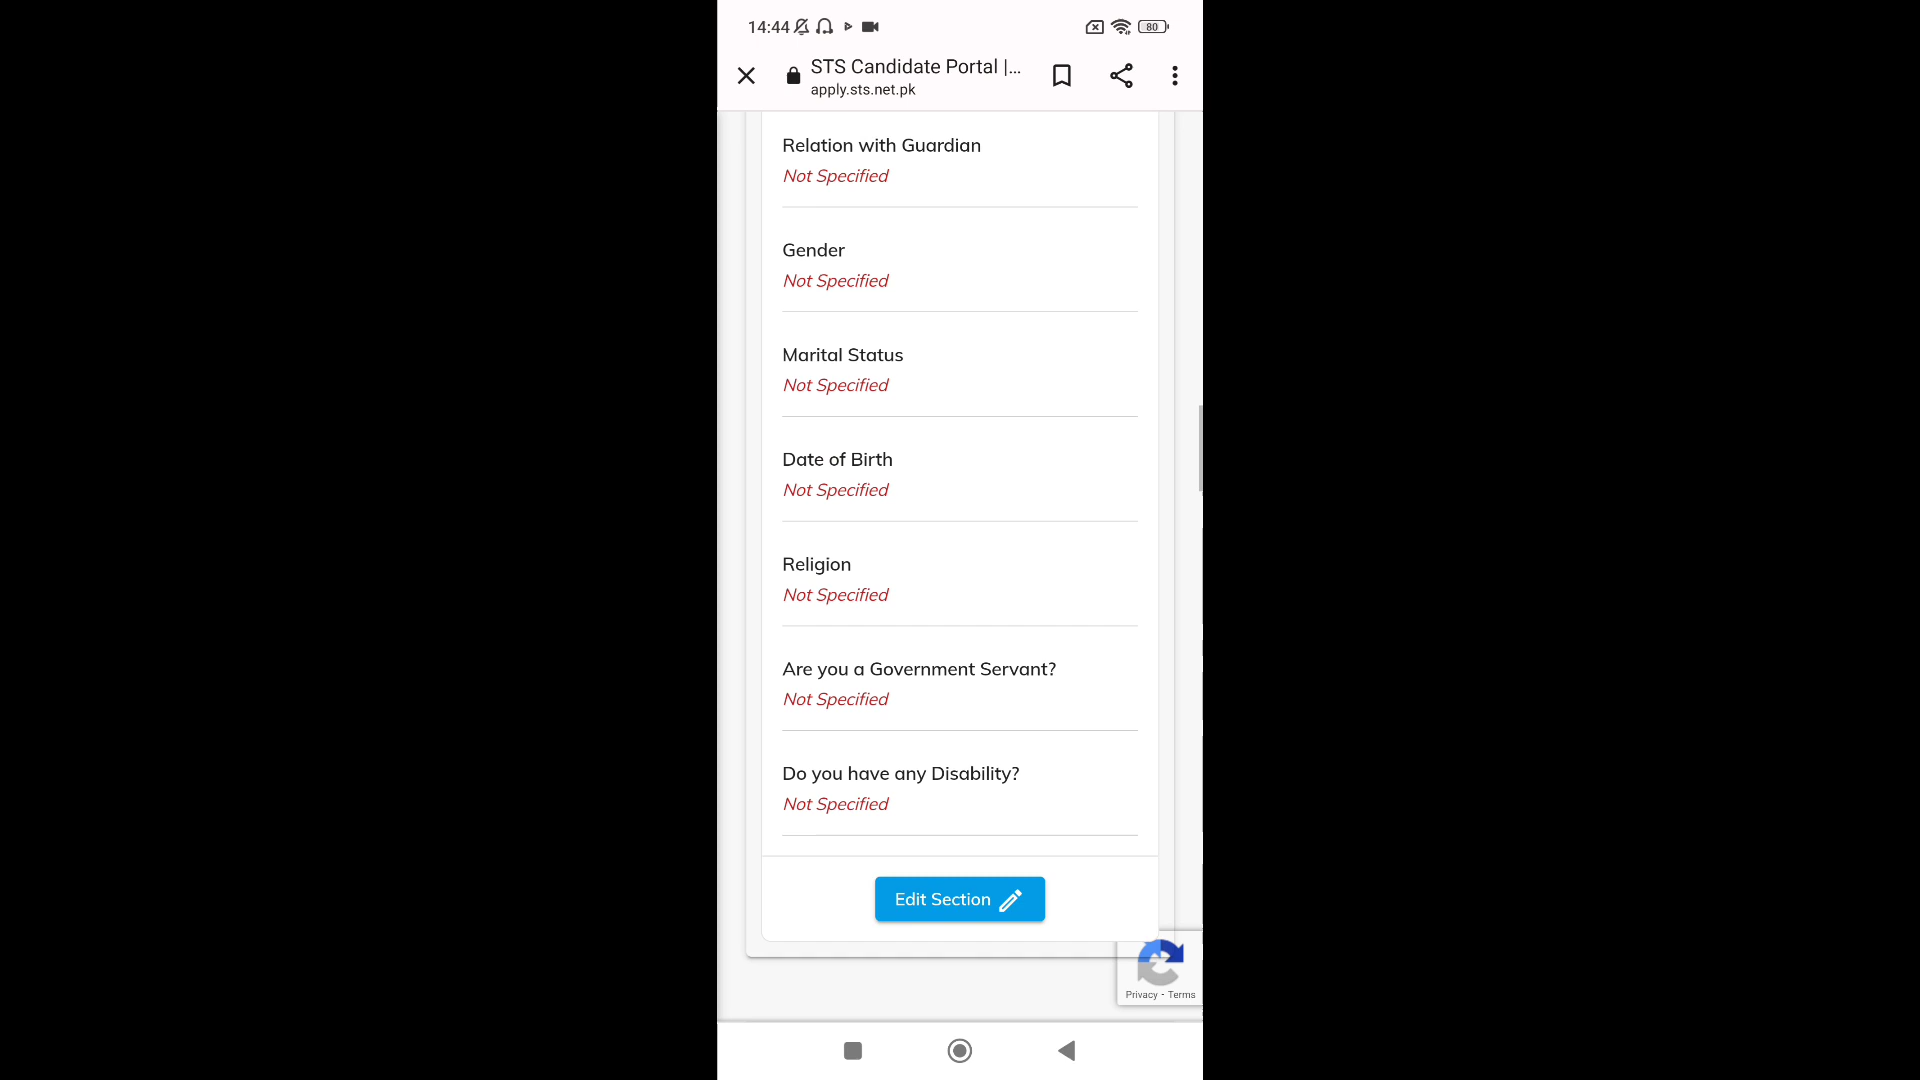 14:44
80
STS Candidate Portal |...
apply.sts.net.pk
Relation with Guardian
Not Specified
Gender
Not Specified
Marital Status
Not Specified
Date of Birth
Not Specified
Religion
Not Specified
Are you a Government Servant?
Not Specified
Do you have any Disability?
Not Specified
Edit Section
Privacy - Terms